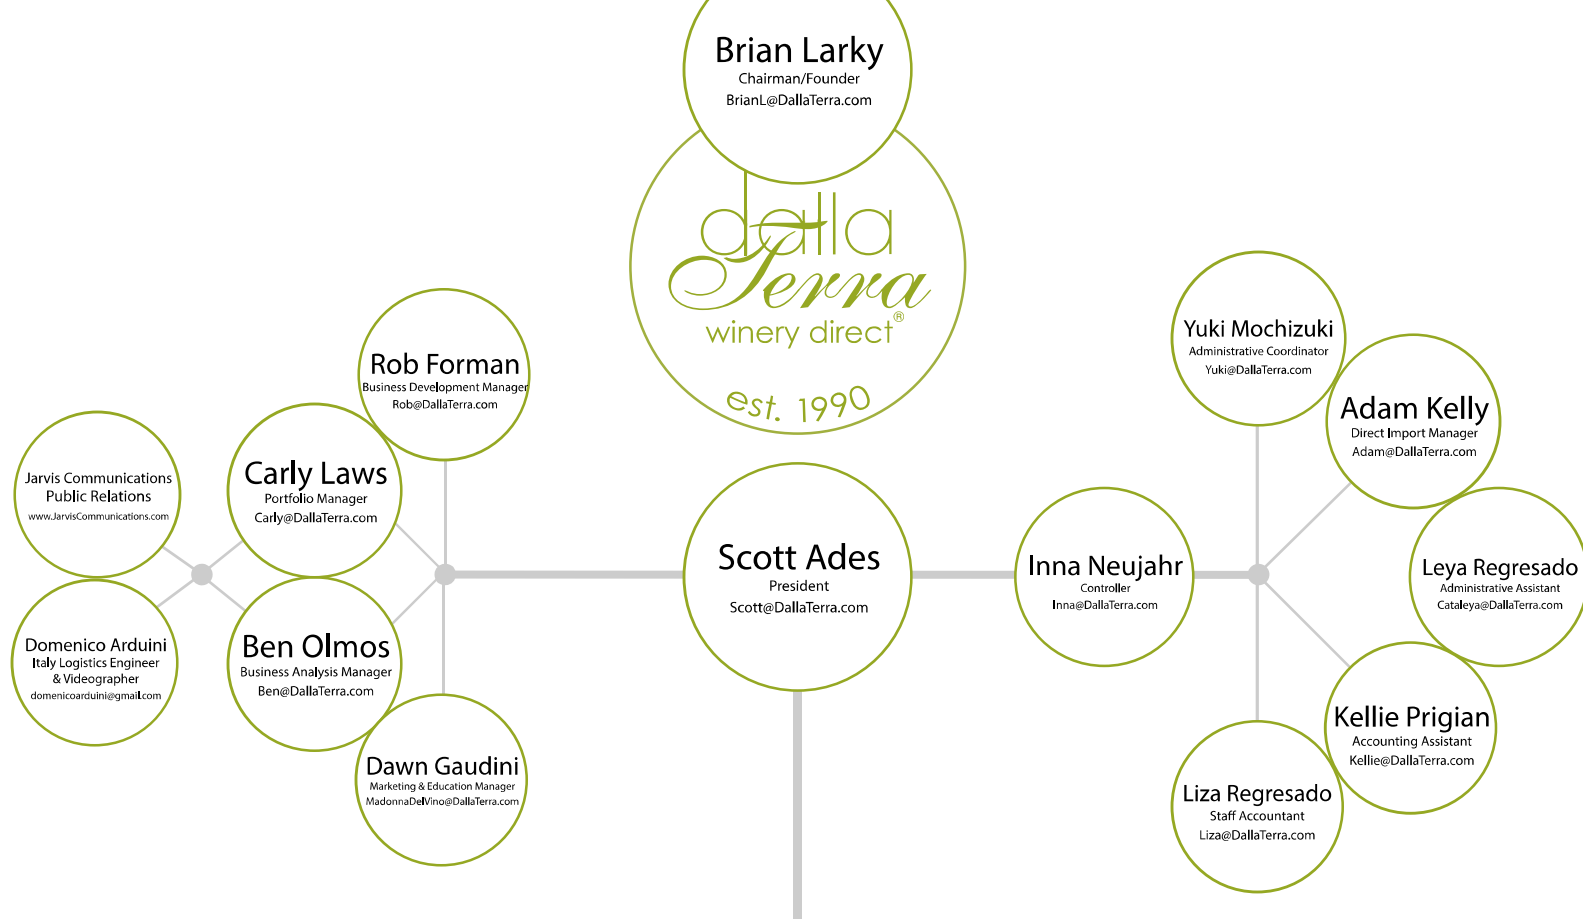 Brian Larky
Chairman/Founder
BrianL@DallaTerra.com
dalla
Terra
winery direct®
est. 1990
Rob Forman
Business Development Manager
Rob@DallaTerra.com
Carly Laws
Portfolio Manager
Carly@DallaTerra.com
Jarvis Communications
Public Relations
www.JarvisCommunications.com
Domenico Arduini
Italy Logistics Engineer
& Videographer
domenicoarduini@gmail.com
Ben Olmos
Business Analysis Manager
Ben@DallaTerra.com
Dawn Gaudini
Marketing & Education Manager
MadonnaDelVino@DallaTerra.com
Scott Ades
President
Scott@DallaTerra.com
Inna Neujahr
Controller
Inna@DallaTerra.com
Yuki Mochizuki
Administrative Coordinator
Yuki@DallaTerra.com
Adam Kelly
Direct Import Manager
Adam@DallaTerra.com
Leya Regresado
Administrative Assistant
Cataleya@DallaTerra.com
Kellie Prigian
Accounting Assistant
Kellie@DallaTerra.com
Liza Regresado
Staff Accountant
Liza@DallaTerra.com